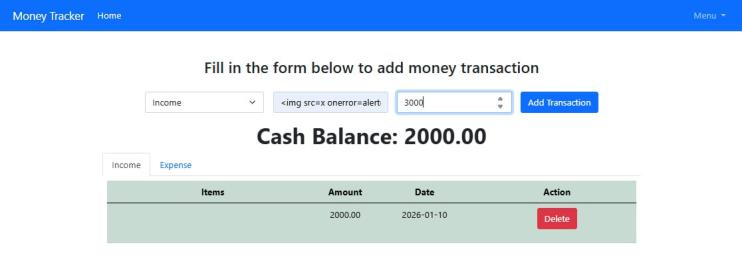 Money Tracker Home Menu
Fill in the form below to add money transaction
Income <img src=x onerror=alert( 3000 Add Transaction
Cash Balance: 2000.00
Income Expense
Items Amount Date Action
2000.00 2026-01-10 Delete